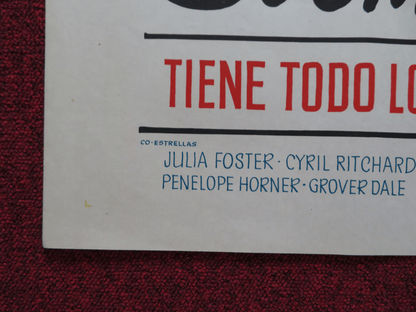 TIENE TODO LO
CO-ESTRELLAS
JULIA FOSTER · CYRIL RITCHARD
PENELOPE HORNER · GROVER DALE